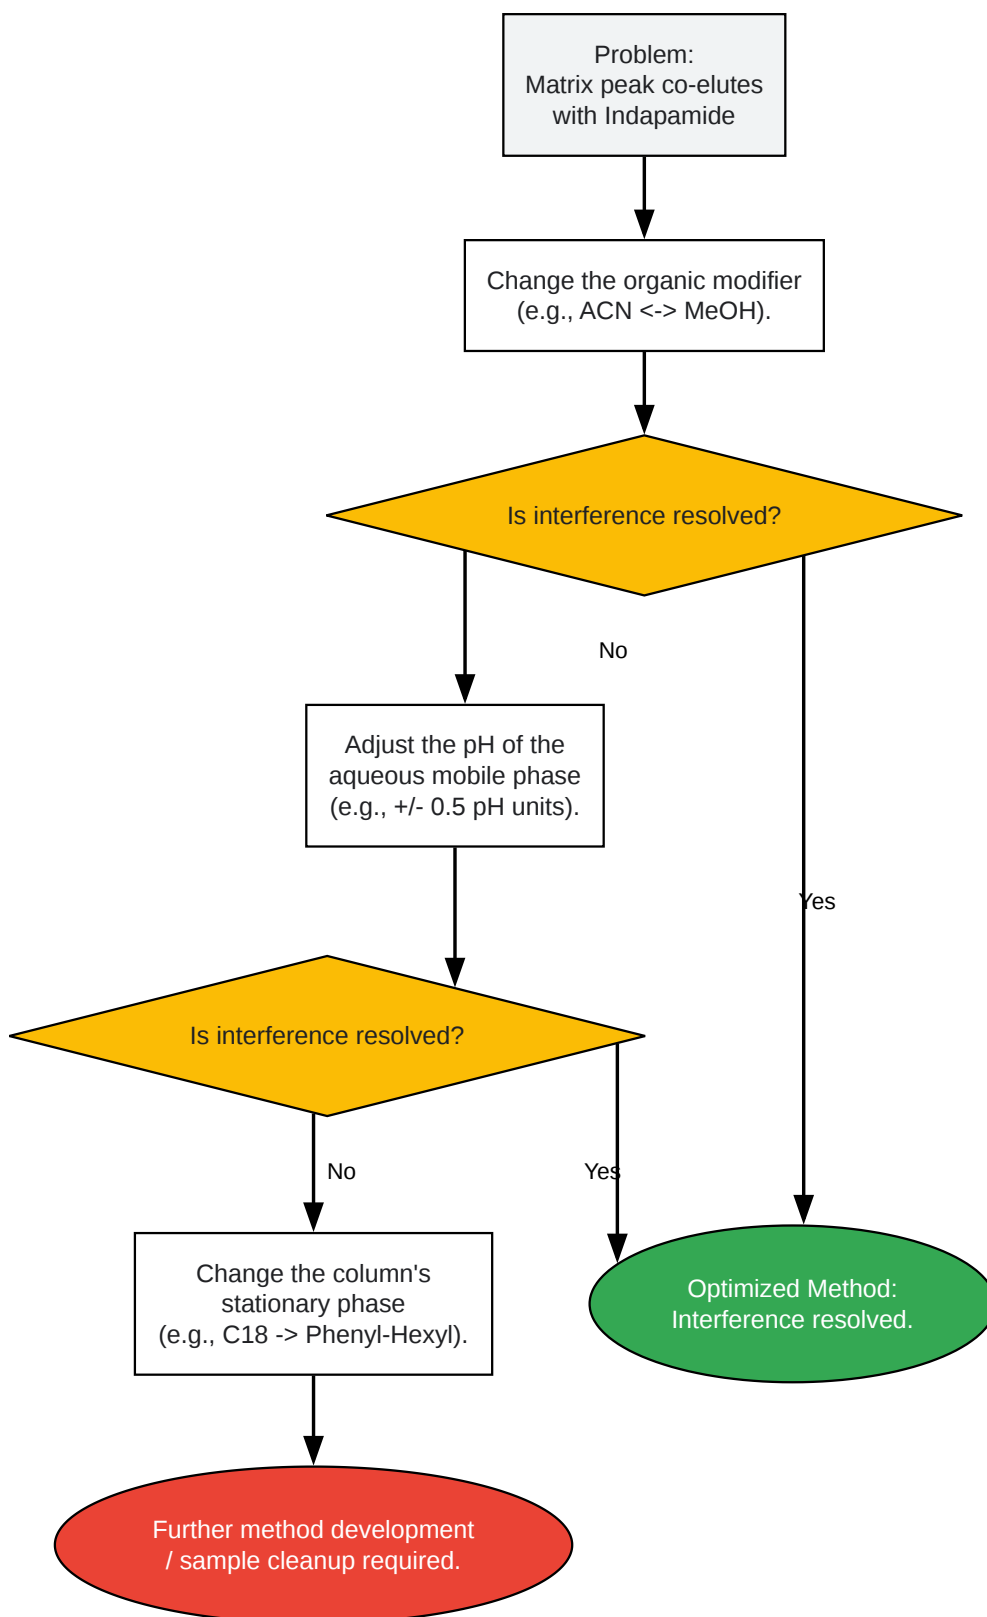 Problem:
Matrix peak co-elutes
with Indapamide
Change the organic modifier
(e.g., ACN <-> MeOH).
Is interference resolved?
No
Adjust the pH of the
aqueous mobile phase
(e.g., +/- 0.5 pH units).
Yes
Is interference resolved?
No
Yes
Change the column's
stationary phase
(e.g., C18 -> Phenyl-Hexyl).
Optimized Method:
Interference resolved.
Further method development
/ sample cleanup required.